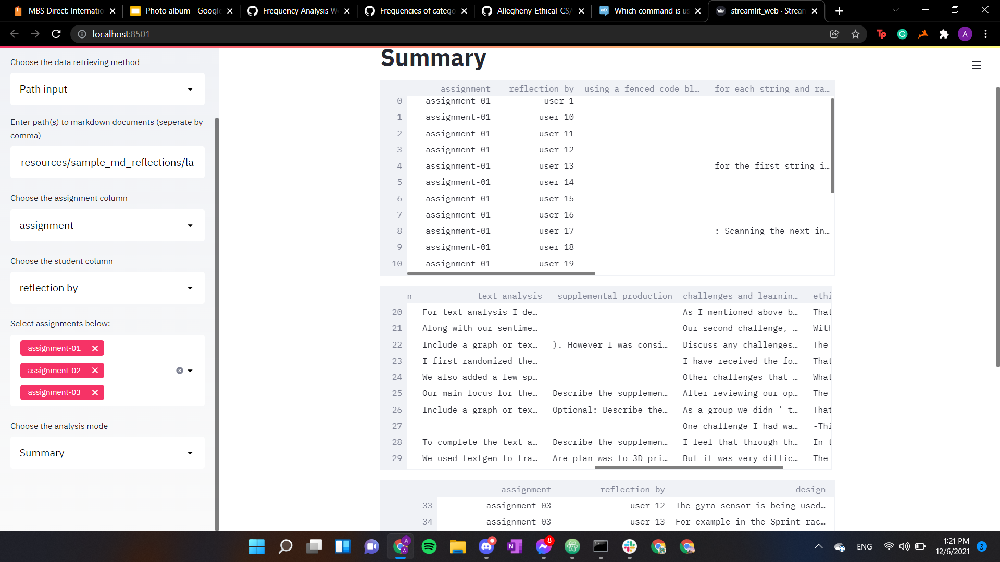 MBS Direct: Internatio
Photo album - Google
Frequency Analysis W
Frequencies of catego
Allegheny-Ethical-CS/
Which command is us
streamlit_web · Stream
localhost:8501
Choose the data retrieving method
Path input
Enter path(s) to markdown documents (seperate by
comma)
resources/sample_md_reflections/la
Choose the assignment column
assignment
Choose the student column
reflection by
Select assignments below:
assignment-01
assignment-02
assignment-03
Choose the analysis mode
Summary
Summary
assignment reflection by using a fenced code bl… for each string and ra…
0 assignment-01 user 1
1 assignment-01 user 10
2 assignment-01 user 11
3 assignment-01 user 12
4 assignment-01 user 13 for the first string i…
5 assignment-01 user 14
6 assignment-01 user 15
7 assignment-01 user 16
8 assignment-01 user 17 : Scanning the next in…
9 assignment-01 user 18
10 assignment-01 user 19
n text analysis supplemental production challenges and learnin… ethi
20 For text analysis I de… As I mentioned above b… That
21 Along with our sentime… Our second challenge, … With
22 Include a graph or tex… ). However I was consi… Discuss any challenges… The
23 I first randomized the… I have received the fo… That
24 We also added a few sp… Other challenges that … What
25 Our main focus for the… Describe the supplemen… After reviewing our op… The
26 Include a graph or tex… Optional: Describe the… As a group we didn ' t… That
27 One challenge I had wa… -Thi
28 To complete the text a… Describe the supplemen… I feel that through th… In t
29 We used textgen to tra… Are plan was to 3D pri… But it was very diffic… The
assignment reflection by design
33 assignment-03 user 12 The gyro sensor is being used…
34 assignment-03 user 13 For example in the Sprint rac…
8
ENG
1:21 PM
12/6/2021
3